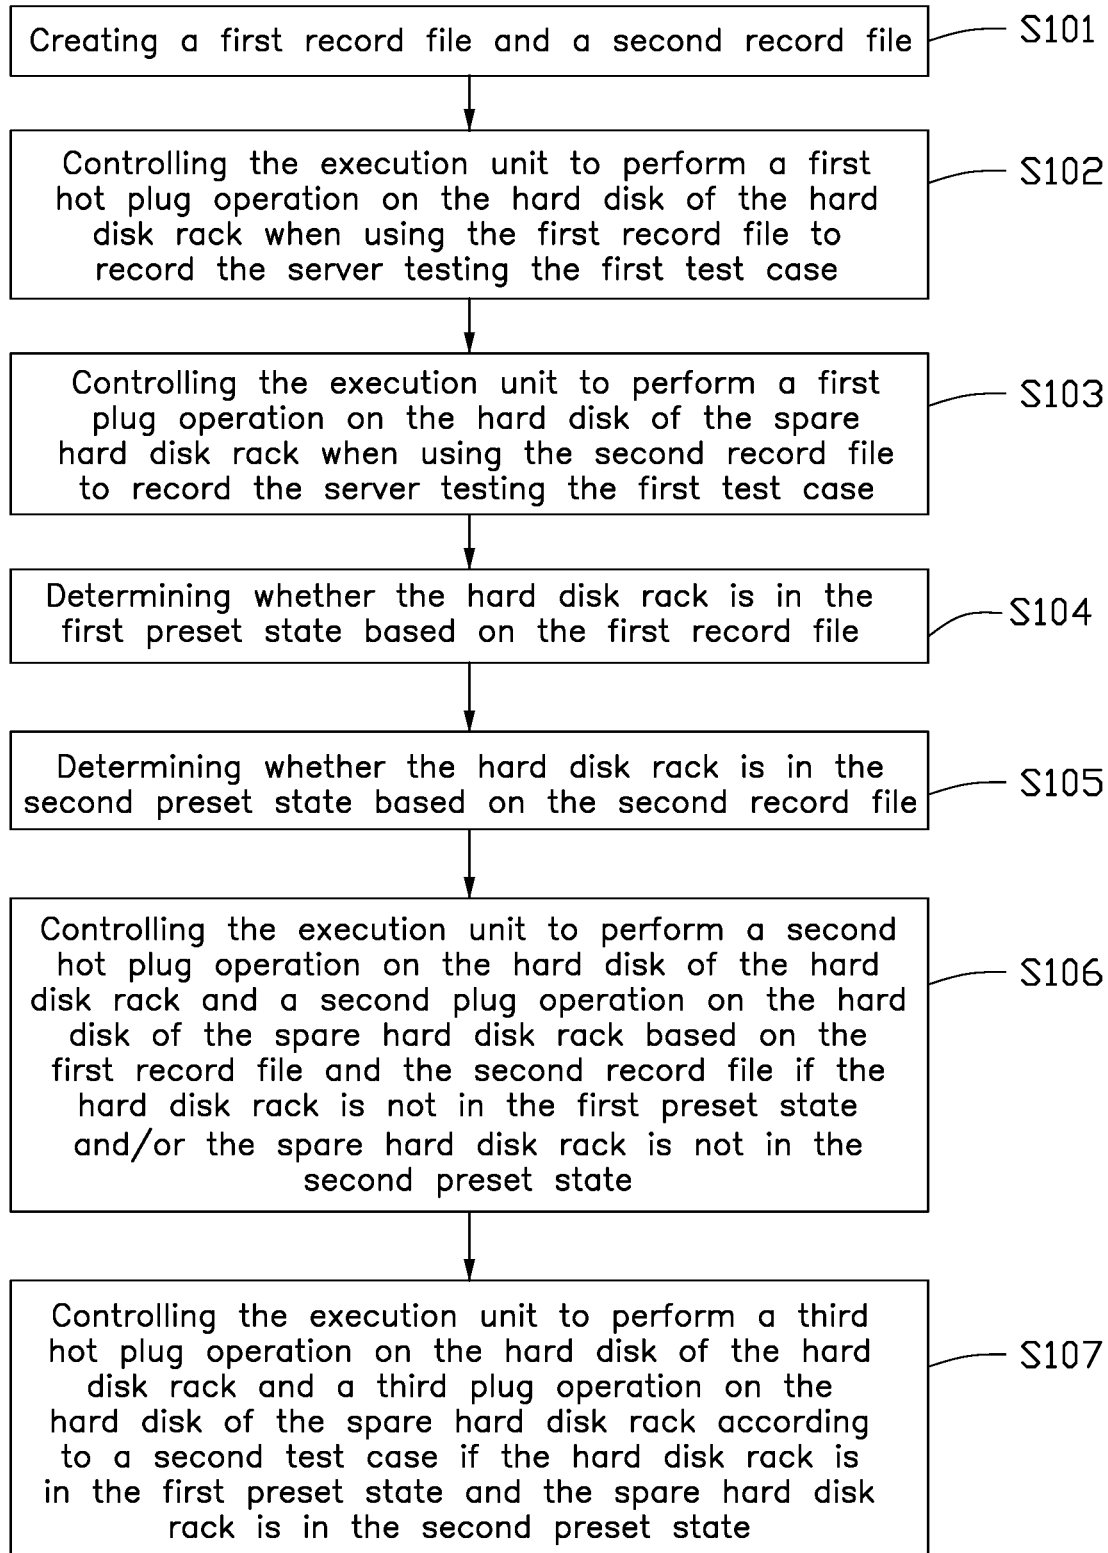 Creating a first record file and a second record file
S101
Controlling the execution unit to perform a first
hot plug operation on the hard disk of the hard
disk rack when using the first record file to
record the server testing the first test case
S102
Controlling the execution unit to perform a first
plug operation on the hard disk of the spare
hard disk rack when using the second record file
to record the server testing the first test case
S103
Determining whether the hard disk rack is in the
first preset state based on the first record file
S104
Determining whether the hard disk rack is in the
second preset state based on the second record file
S105
Controlling the execution unit to perform a second
hot plug operation on the hard disk of the hard
disk rack and a second plug operation on the hard
disk of the spare hard disk rack based on the
first record file and the second record file if the
hard disk rack is not in the first preset state
and/or the spare hard disk rack is not in the
second preset state
S106
Controlling the execution unit to perform a third
hot plug operation on the hard disk of the hard
disk rack and a third plug operation on the
hard disk of the spare hard disk rack according
to a second test case if the hard disk rack is
in the first preset state and the spare hard disk
rack is in the second preset state
S107